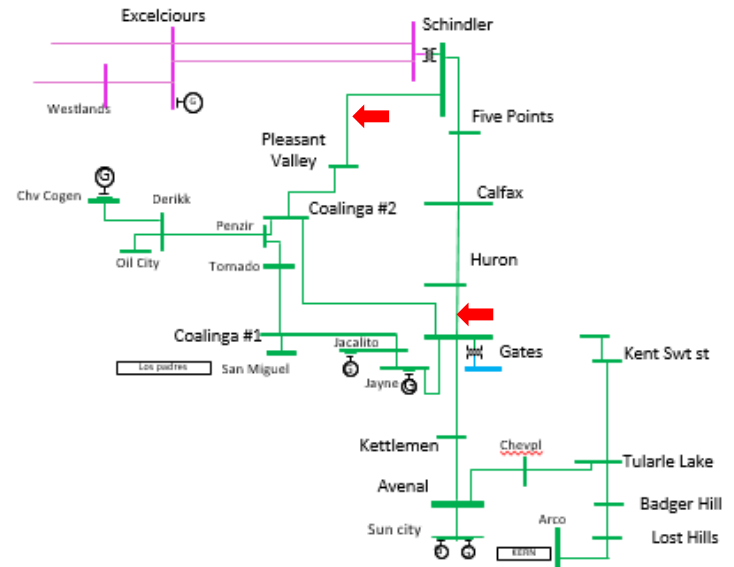 Excelciours
Schindler
Westlands
G
Five Points
Pleasant
Valley
G
Chv Cogen
Derikk
Calfax
Coalinga #2
Penzir
Oil City
Tornado
Huron
Coalinga #1
Jacalito
Gates
Kent Swt st
Los padres
San Miguel
G
Jayne
G
Kettlemen
Chevpl
Tularle Lake
Avenal
Badger Hill
Arco
Sun city
Lost Hills
KERN
G